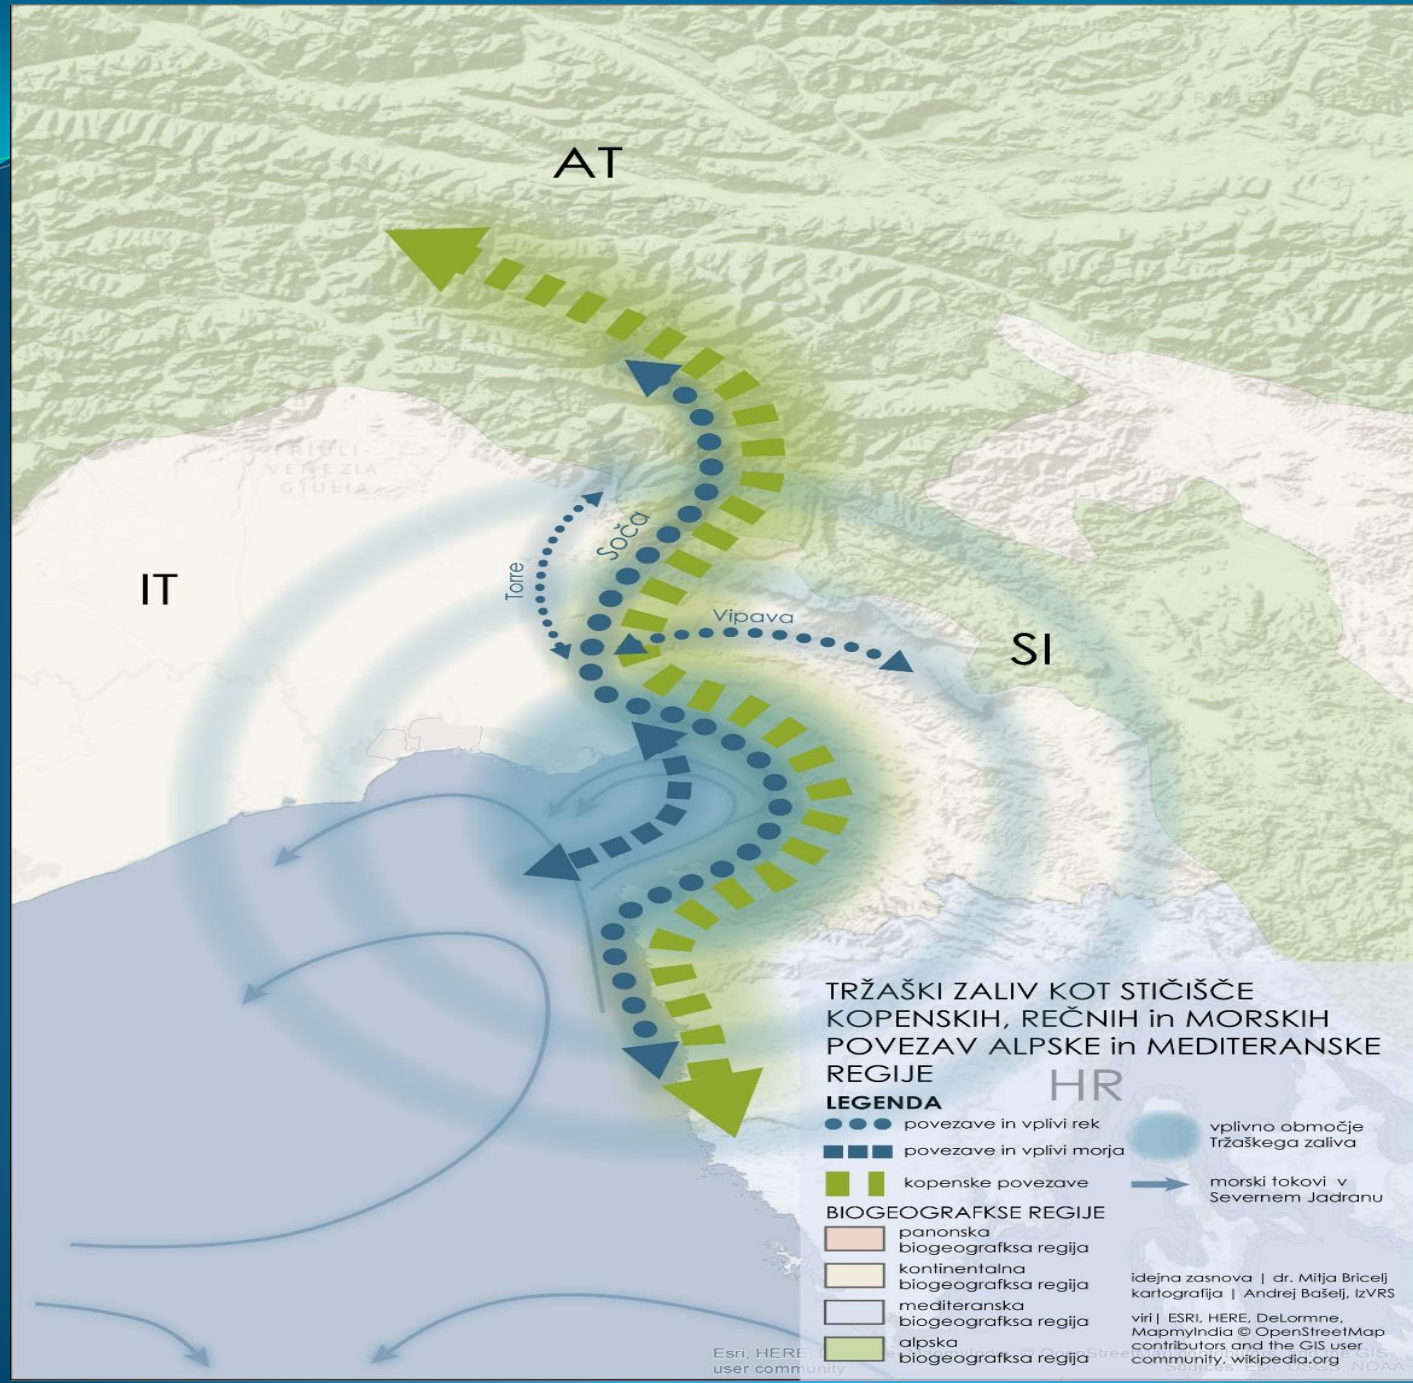 AT
FRIULI-
VENEZIA
GIULIA
IT
Torre
Soča
Vipava
SI
TRŽAŠKI ZALIV KOT STIČIŠČE
KOPENSKIH, REČNIH in MORSKIH
POVEZAV ALPSKE in MEDITERANSKE
REGIJE
HR
LEGENDA
povezave in vplivi rek
povezave in vplivi morja
kopenske povezave
vplivno območje
Tržaškega zaliva
morski tokovi v
Severnem Jadranu
BIOGEOGRAFKSE REGIJE
panonska
biogeografksa regija
kontinentalna
biogeografksa regija
mediteranska
biogeografksa regija
alpska
biogeografksa regija
idejna zasnova | dr. Mitja Bricelj
kartografija | Andrej Bašelj, IzVRS
viri| ESRI, HERE, DeLormne,
MapmyIndia © OpenStreetMap
contributors and the GIS user
community, wikipedia.org
Esri, HERE,
user community